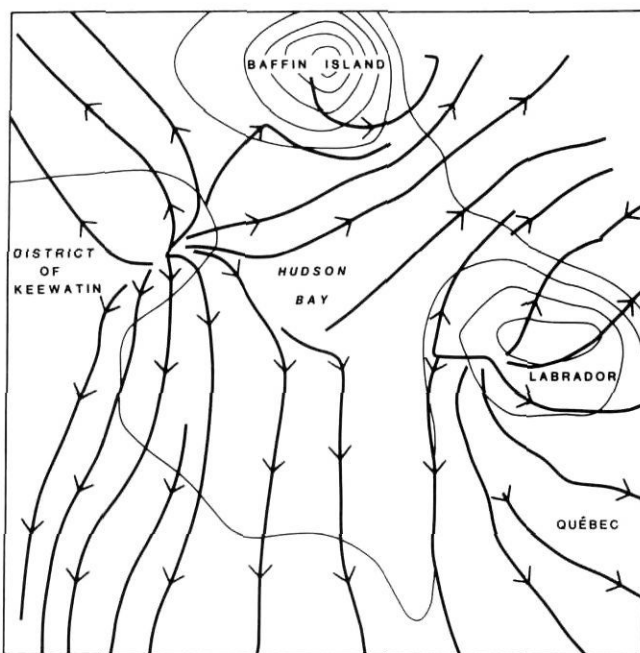 BAFFIN ISLAND
DISTRICT
OF
KEEWATIN
HUDSON
BAY
LABRADOR
QUÉBEC